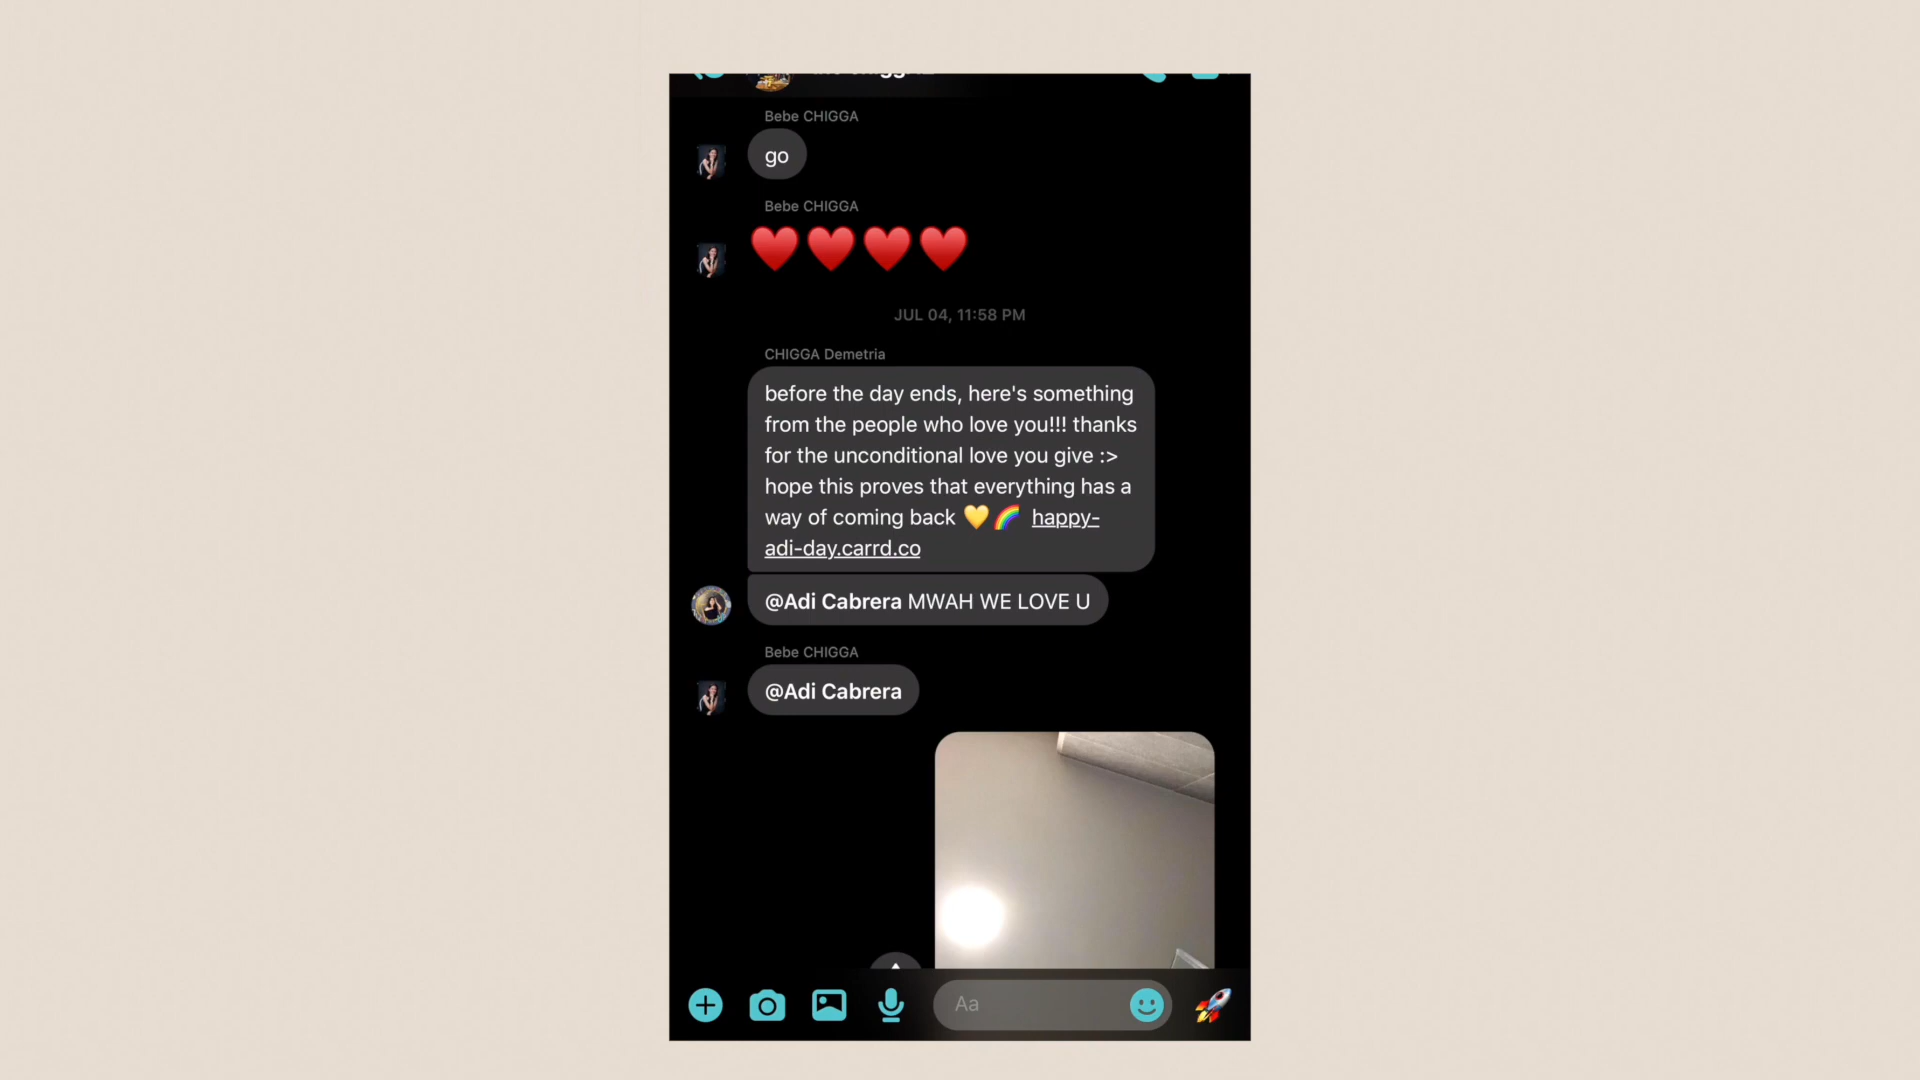 Bebe CHIGGA
go
Bebe CHIGGA
JUL 04, 11:58 PM
CHIGGA Demetria
before the day ends, here's something
from the people who love you!!! thanks
for the unconditional love you give :>
hope this proves that everything has a
way of coming back 💛🌈 happy-
adi-day.carrd.co
@Adi Cabrera MWAH WE LOVE U
Bebe CHIGGA
@Adi Cabrera
Aa